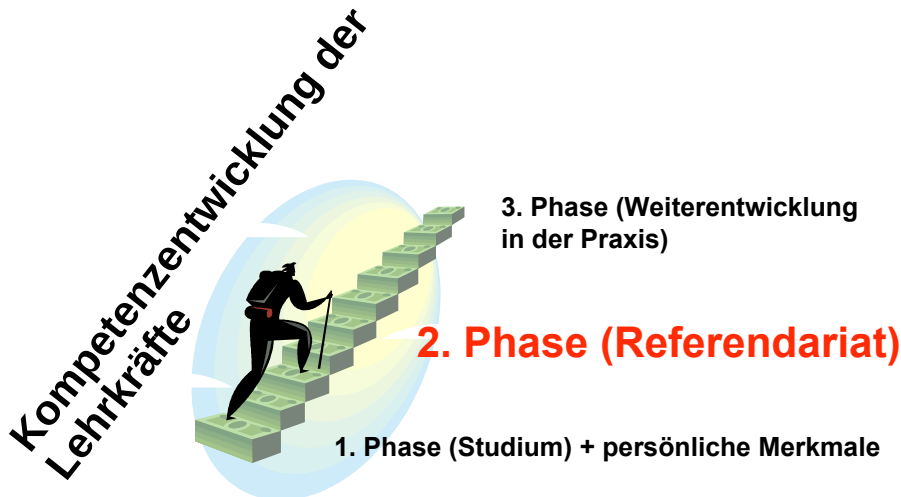 Kompetenzentwicklung der
Lehrkräfte
3. Phase (Weiterentwicklung
in der Praxis)
2. Phase (Referendariat)
1. Phase (Studium) + persönliche Merkmale